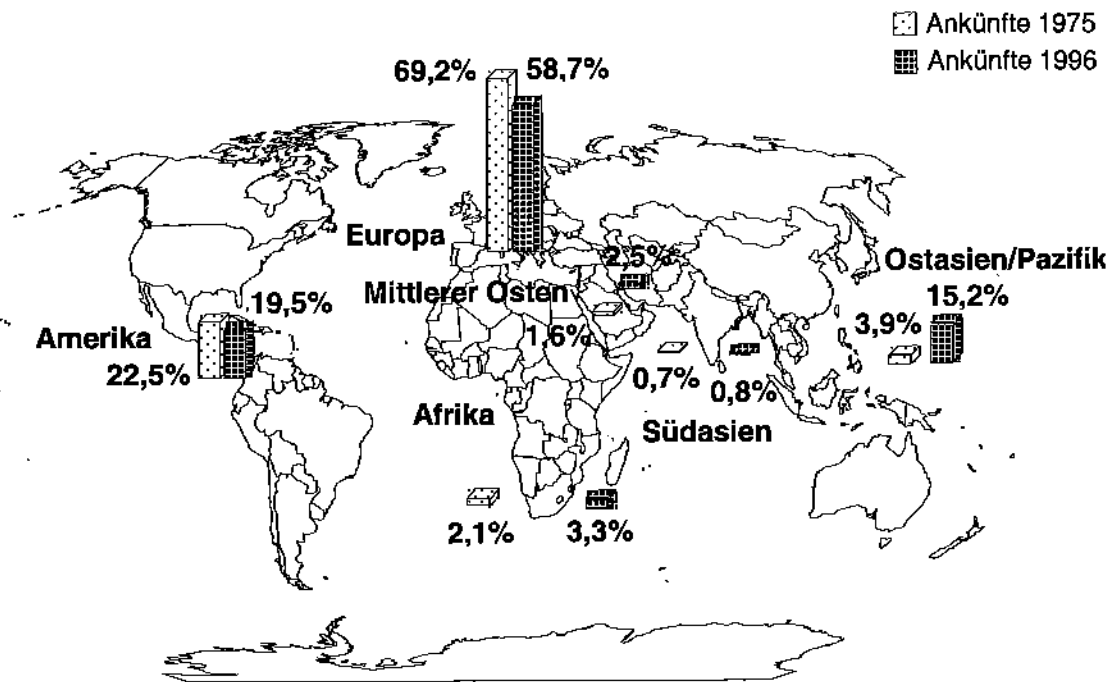 Ankünfte 1975
Ankünfte 1996
69,2% 58,7%
Europa
2,5%
Ostasien/Pazifik
Mittlerer Osten
15,2%
19,5%
3,9%
Amerika
1,6%
22,5%
0,7%
0,8%
Afrika
Südasien
2,1%
3,3%